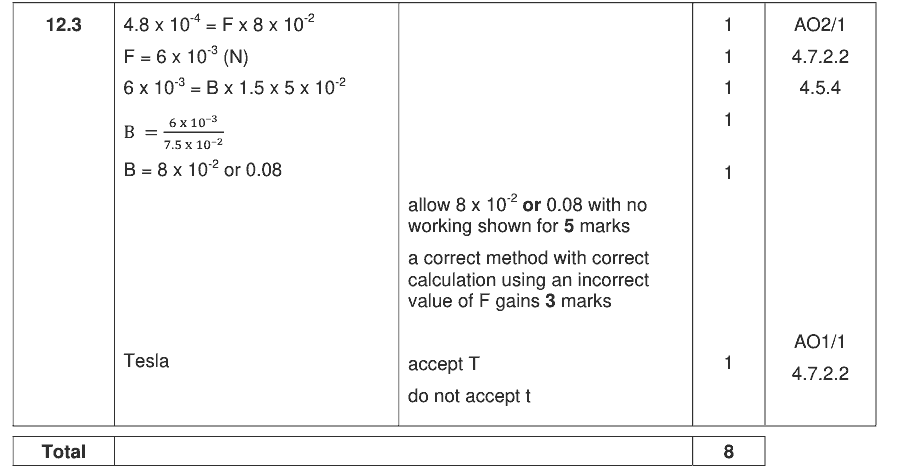 12.3 4.8 x 10⁻⁴ = F x 8 x 10⁻² 1 AO2/1
F = 6 x 10⁻³ (N) 1 4.7.2.2
6 x 10⁻³ = B x 1.5 x 5 x 10⁻² 1 4.5.4
B = 6 x 10⁻³ / 7.5 x 10⁻² 1
B = 8 x 10⁻² or 0.08 1
allow 8 x 10⁻² or 0.08 with no
working shown for 5 marks
a correct method with correct
calculation using an incorrect
value of F gains 3 marks
AO1/1
Tesla accept T 1 4.7.2.2
do not accept t
Total 8